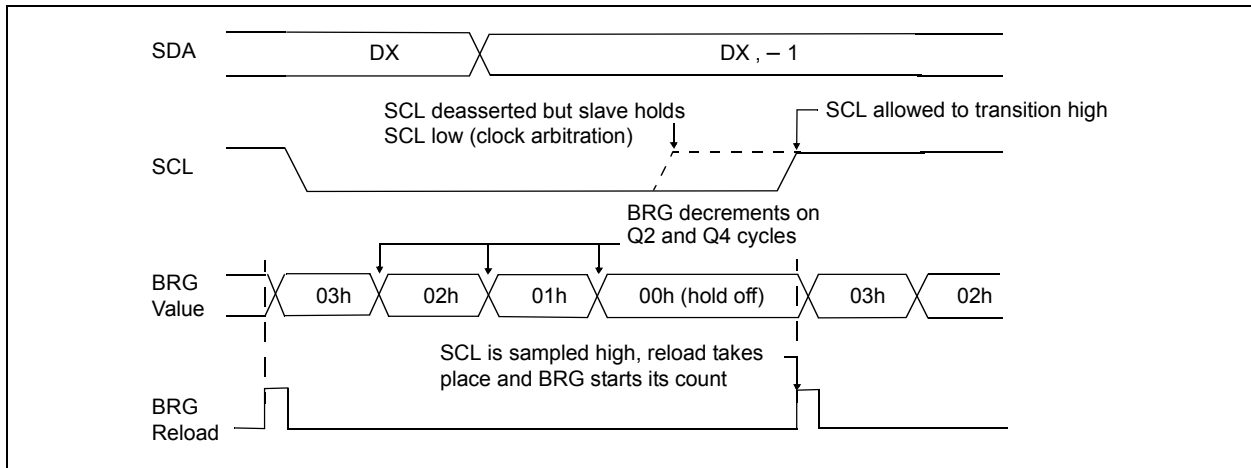 SDA
DX
DX , – 1
SCL deasserted but slave holds
SCL low (clock arbitration)
SCL allowed to transition high
SCL
BRG decrements on
Q2 and Q4 cycles
BRG
Value
03h
02h
01h
00h (hold off)
03h
02h
SCL is sampled high, reload takes
place and BRG starts its count
BRG
Reload